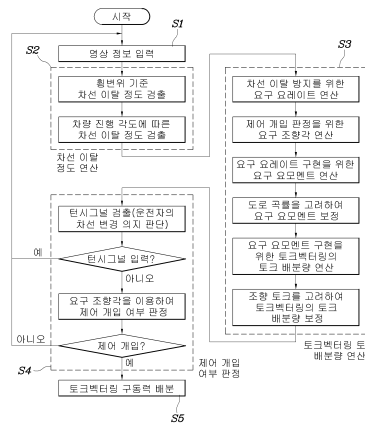 시작
S1
영상 정보 입력
S2
횡변위 기준
차선 이탈 정도 검출
차량 진행 각도에 따른
차선 이탈 정도 검출
차선 이탈
정도 연산
S3
차선 이탈 방지를 위한
요구 요레이트 연산
제어 개입 판정을 위한
요구 조향각 연산
요구 요레이트 구현을 위한
요구 요모멘트 연산
도로 곡률을 고려하여
요구 요모멘트 보정
요구 요모멘트 구현을
위한 토크벡터링의
토크 배분량 연산
조향 토크를 고려하여
토크벡터링의 토크
배분량 보정
토크벡터링 토
배분량 연산
턴시그널 검출(운전자의
차선 변경 의지 판단)
예
턴시그널 입력?
아니오
요구 조향각을 이용하여
제어 개입 여부 판정
아니오
제어 개입?
예
S4
제어 개입
여부 판정
토크벡터링 구동력 배분
S5